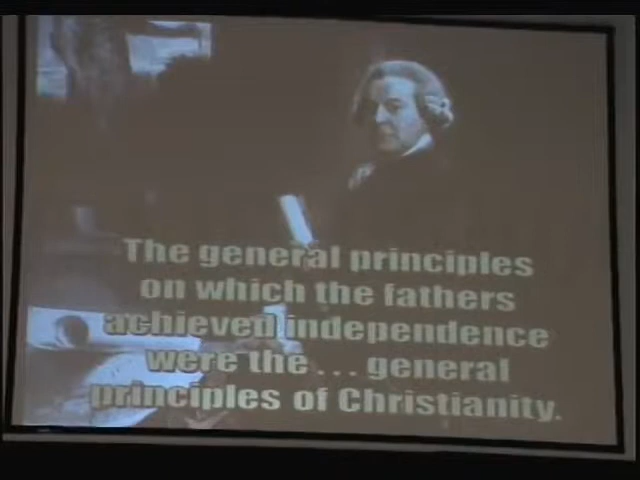 The general principles
on which the fathers
achieved independence
were the . . . general
principles of Christianity.